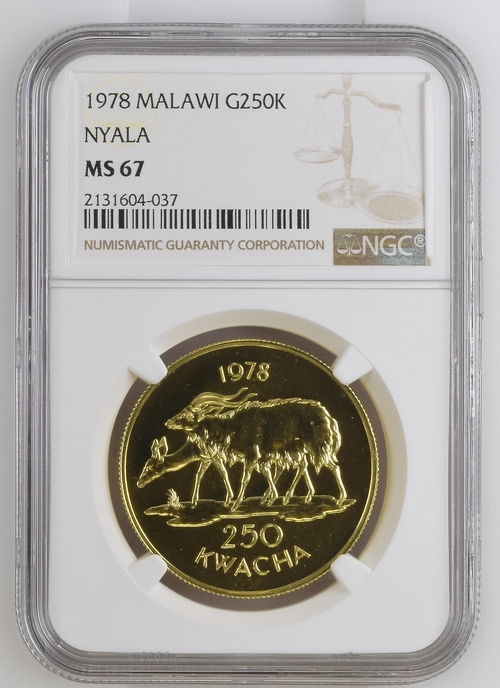 1978 MALAWI G250K
NYALA
MS 67
2131604-037
NUMISMATIC GUARANTY CORPORATION
NGC®
1978
250
KWACHA